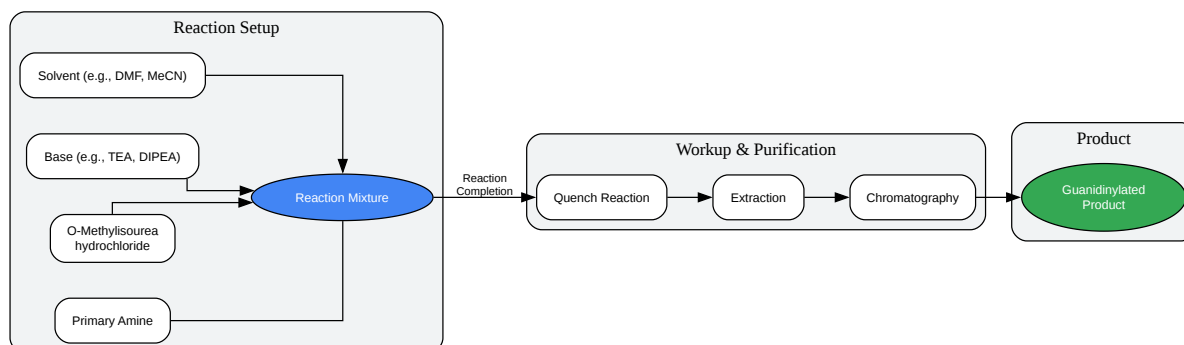 Reaction Setup
Solvent (e.g., DMF, MeCN)
Base (e.g., TEA, DIPEA)
Reaction Mixture
O-Methylisourea
hydrochloride
Primary Amine
Reaction
Completion
Workup & Purification
Quench Reaction
Extraction
Chromatography
Product
Guanidinylated
Product